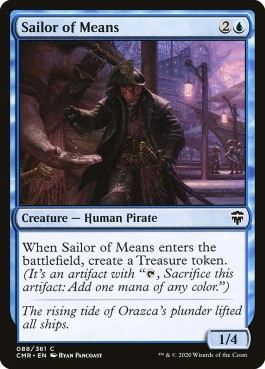 Sailor of Means 2
Creature — Human Pirate
When Sailor of Means enters the
battlefield, create a Treasure token.
(It's an artifact with “, Sacrifice this
artifact: Add one mana of any color.”)
The rising tide of Orazca's plunder lifted
all ships.
1/4
088/361 C
CMR • EN Ryan Pancoast
™ & © 2020 Wizards of the Coast